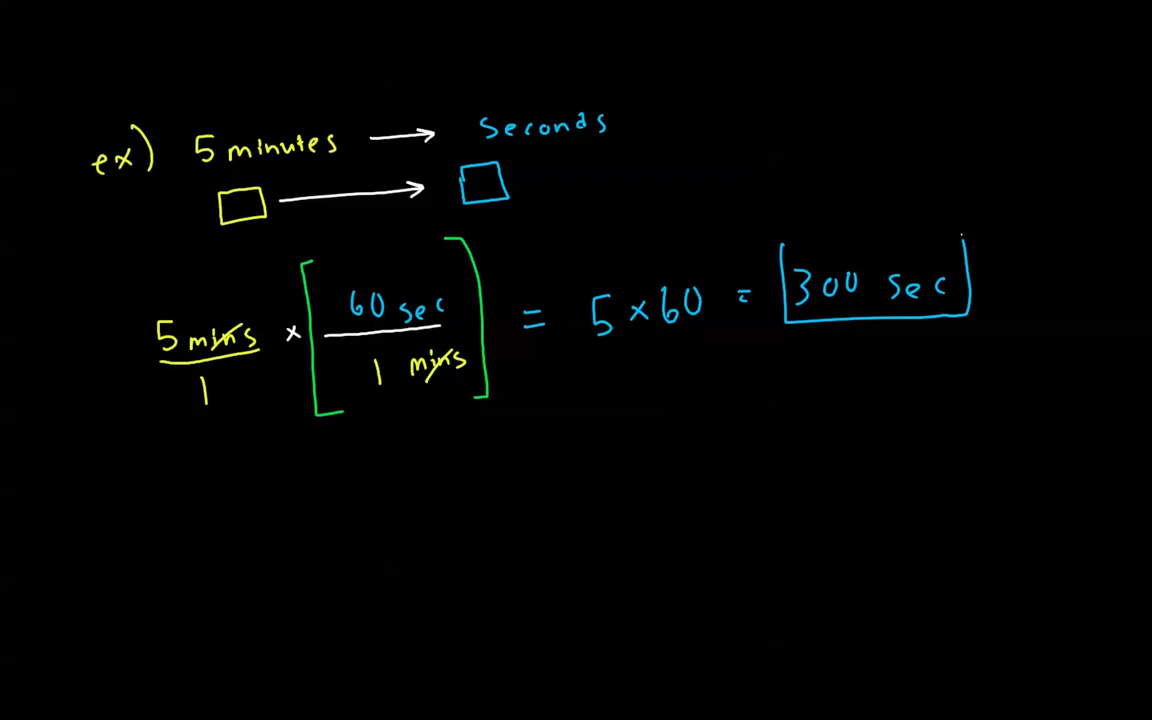 ex) 5 minutes → seconds
□ → □
5 mins / 1 × [ 60 sec / 1 mins ] = 5 × 60 = 300 sec